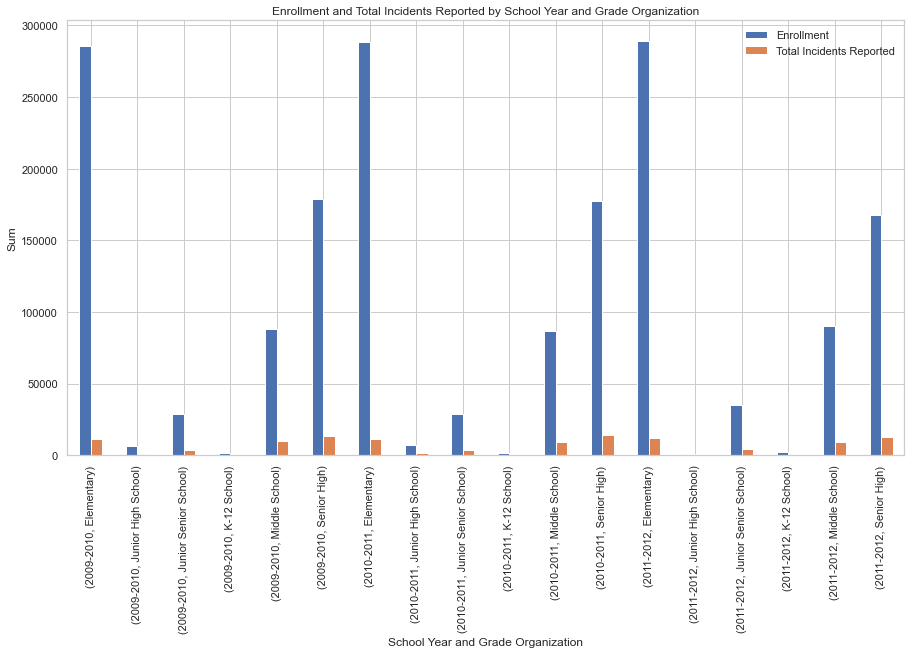 Enrollment and Total Incidents Reported by School Year and Grade Organization
Enrollment
Total Incidents Reported
300000
250000
200000
150000
100000
50000
0
Sum
(2009-2010, Elementary)
(2009-2010, Junior High School)
(2009-2010, Junior Senior School)
(2009-2010, K-12 School)
(2009-2010, Middle School)
(2009-2010, Senior High)
(2010-2011, Elementary)
(2010-2011, Junior High School)
(2010-2011, Junior Senior School)
(2010-2011, K-12 School)
(2010-2011, Middle School)
(2010-2011, Senior High)
(2011-2012, Elementary)
(2011-2012, Junior High School)
(2011-2012, Junior Senior School)
(2011-2012, K-12 School)
(2011-2012, Middle School)
(2011-2012, Senior High)
School Year and Grade Organization